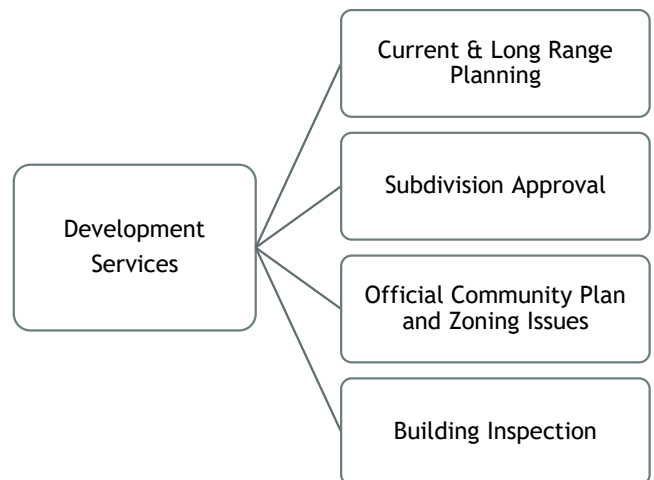 Current & Long Range
Planning
Subdivision Approval
Development
Services
Official Community Plan
and Zoning Issues
Building Inspection